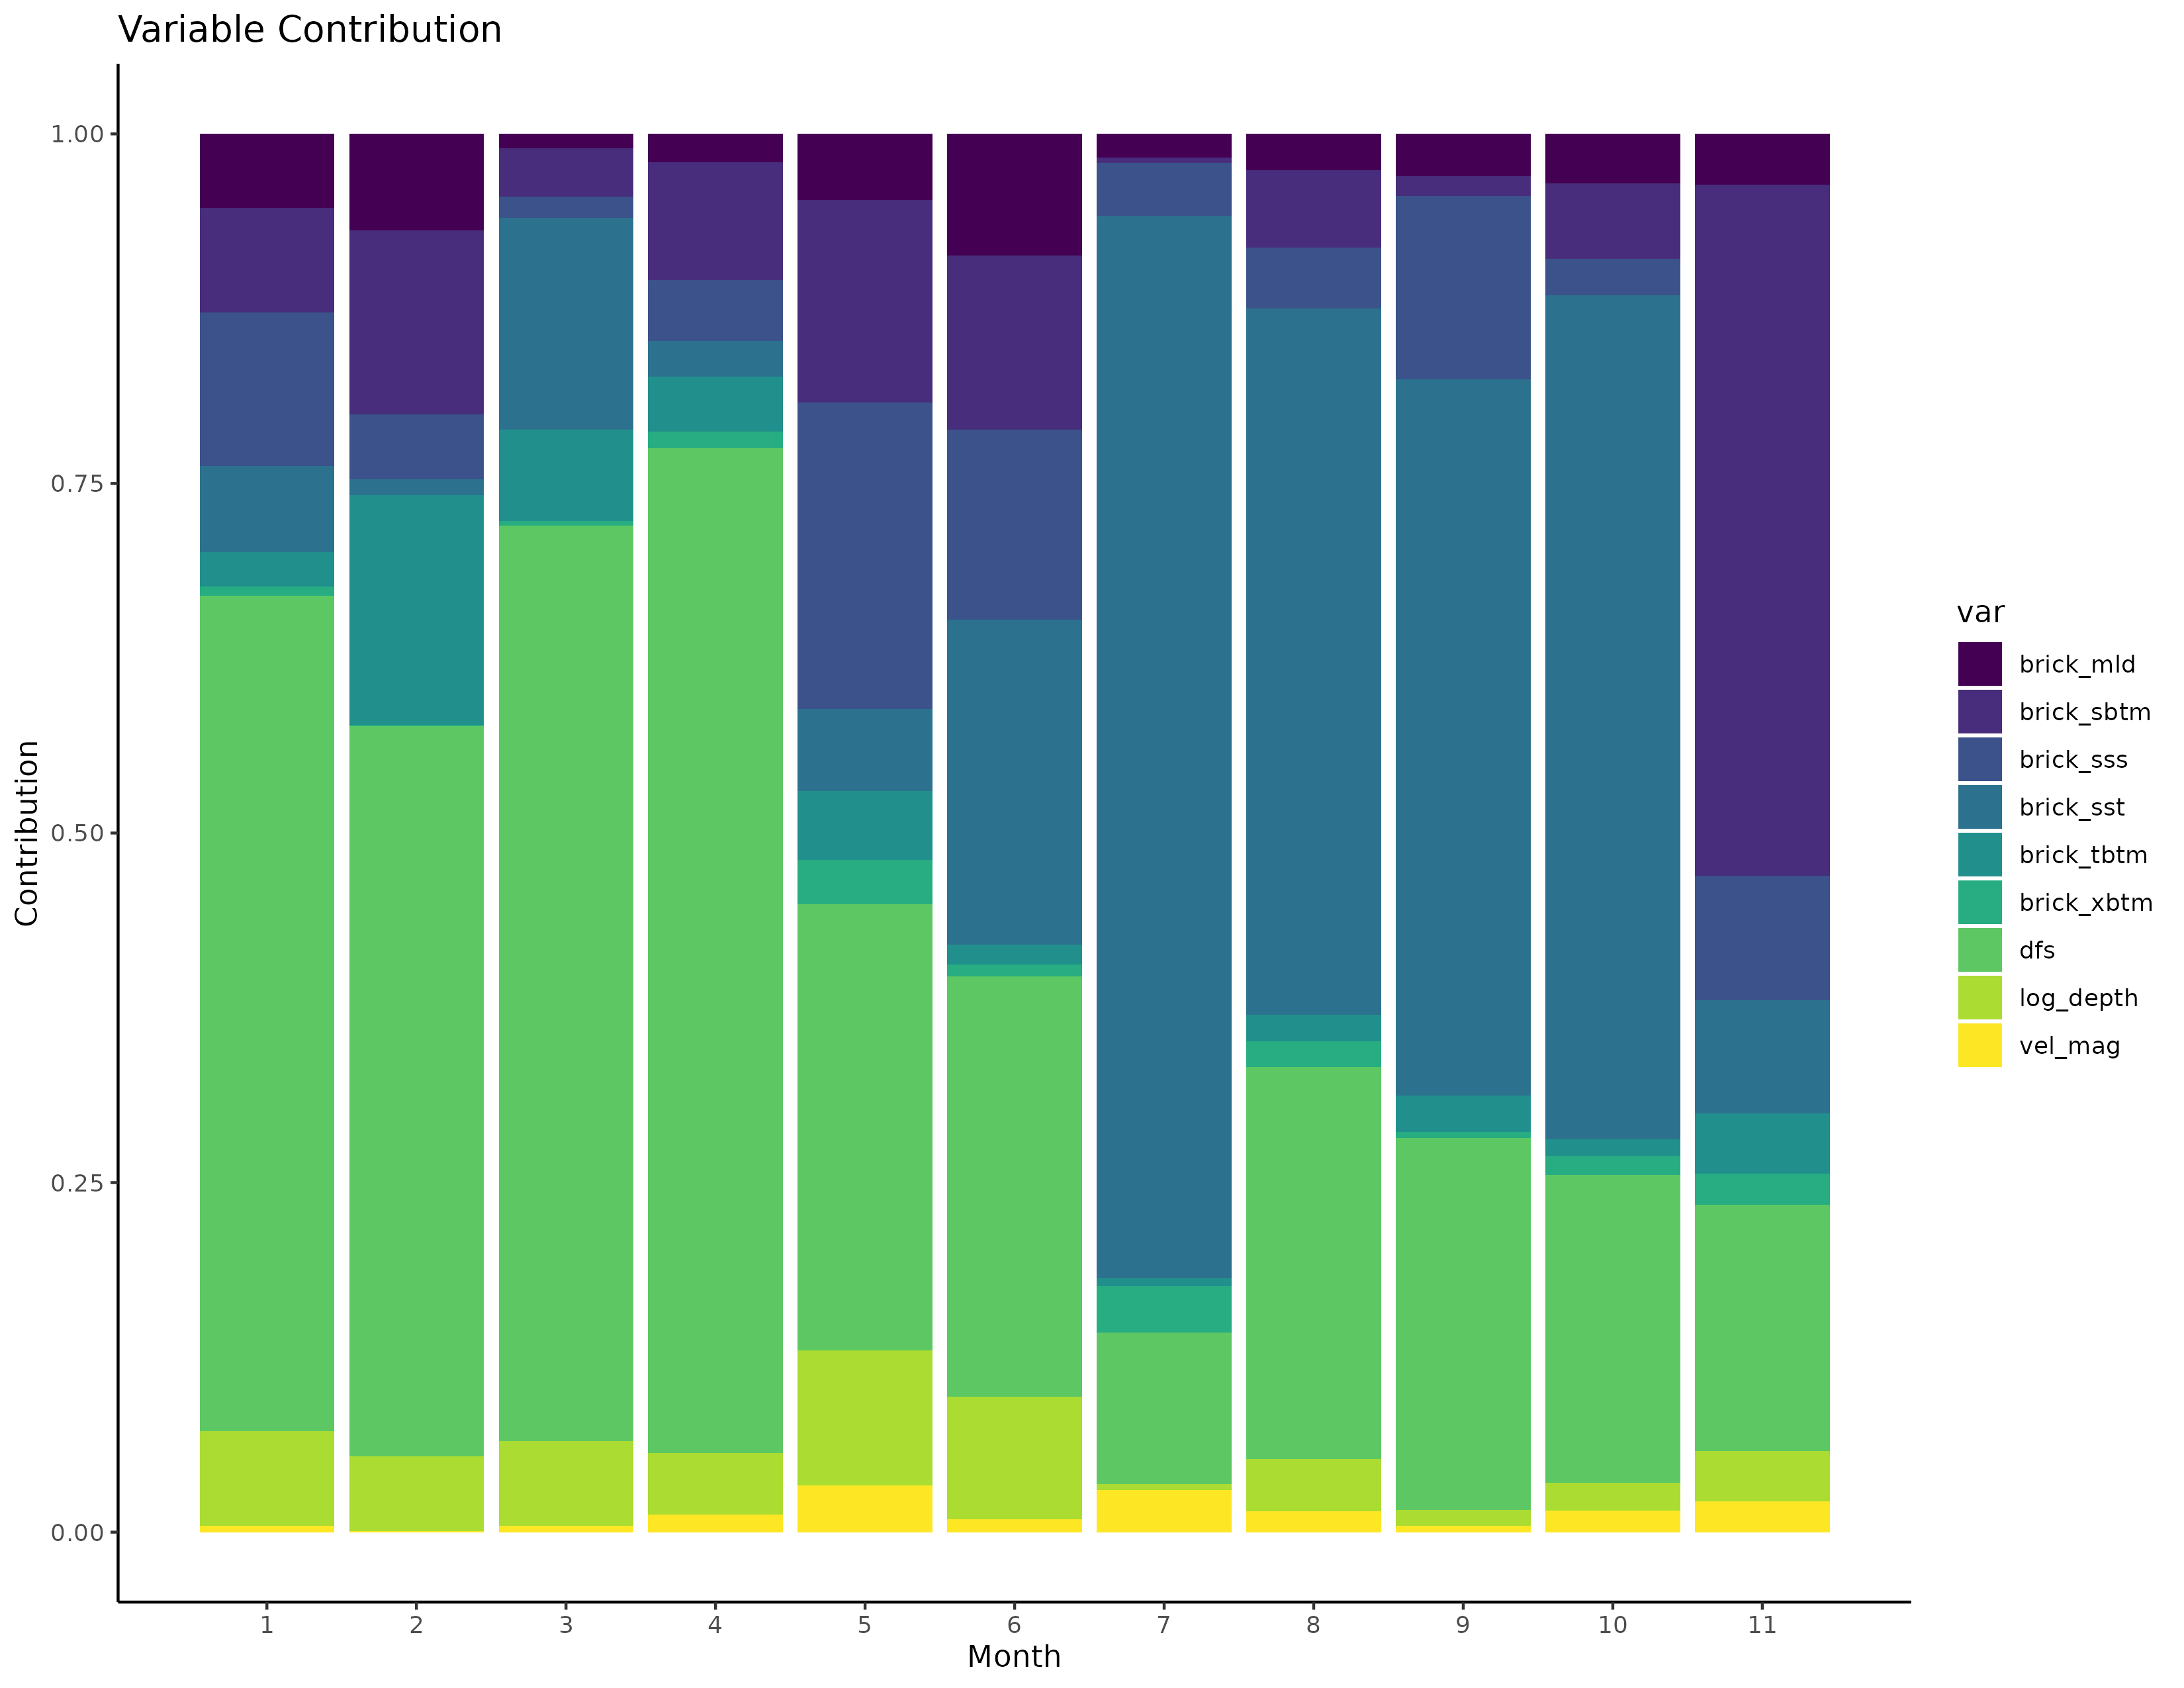 Variable Contribution
1.00
0.75
0.50
0.25
0.00
Contribution
1 2 3 4 5 6 7 8 9 10 11
Month
var
brick_mld
brick_sbtm
brick_sss
brick_sst
brick_tbtm
brick_xbtm
dfs
log_depth
vel_mag